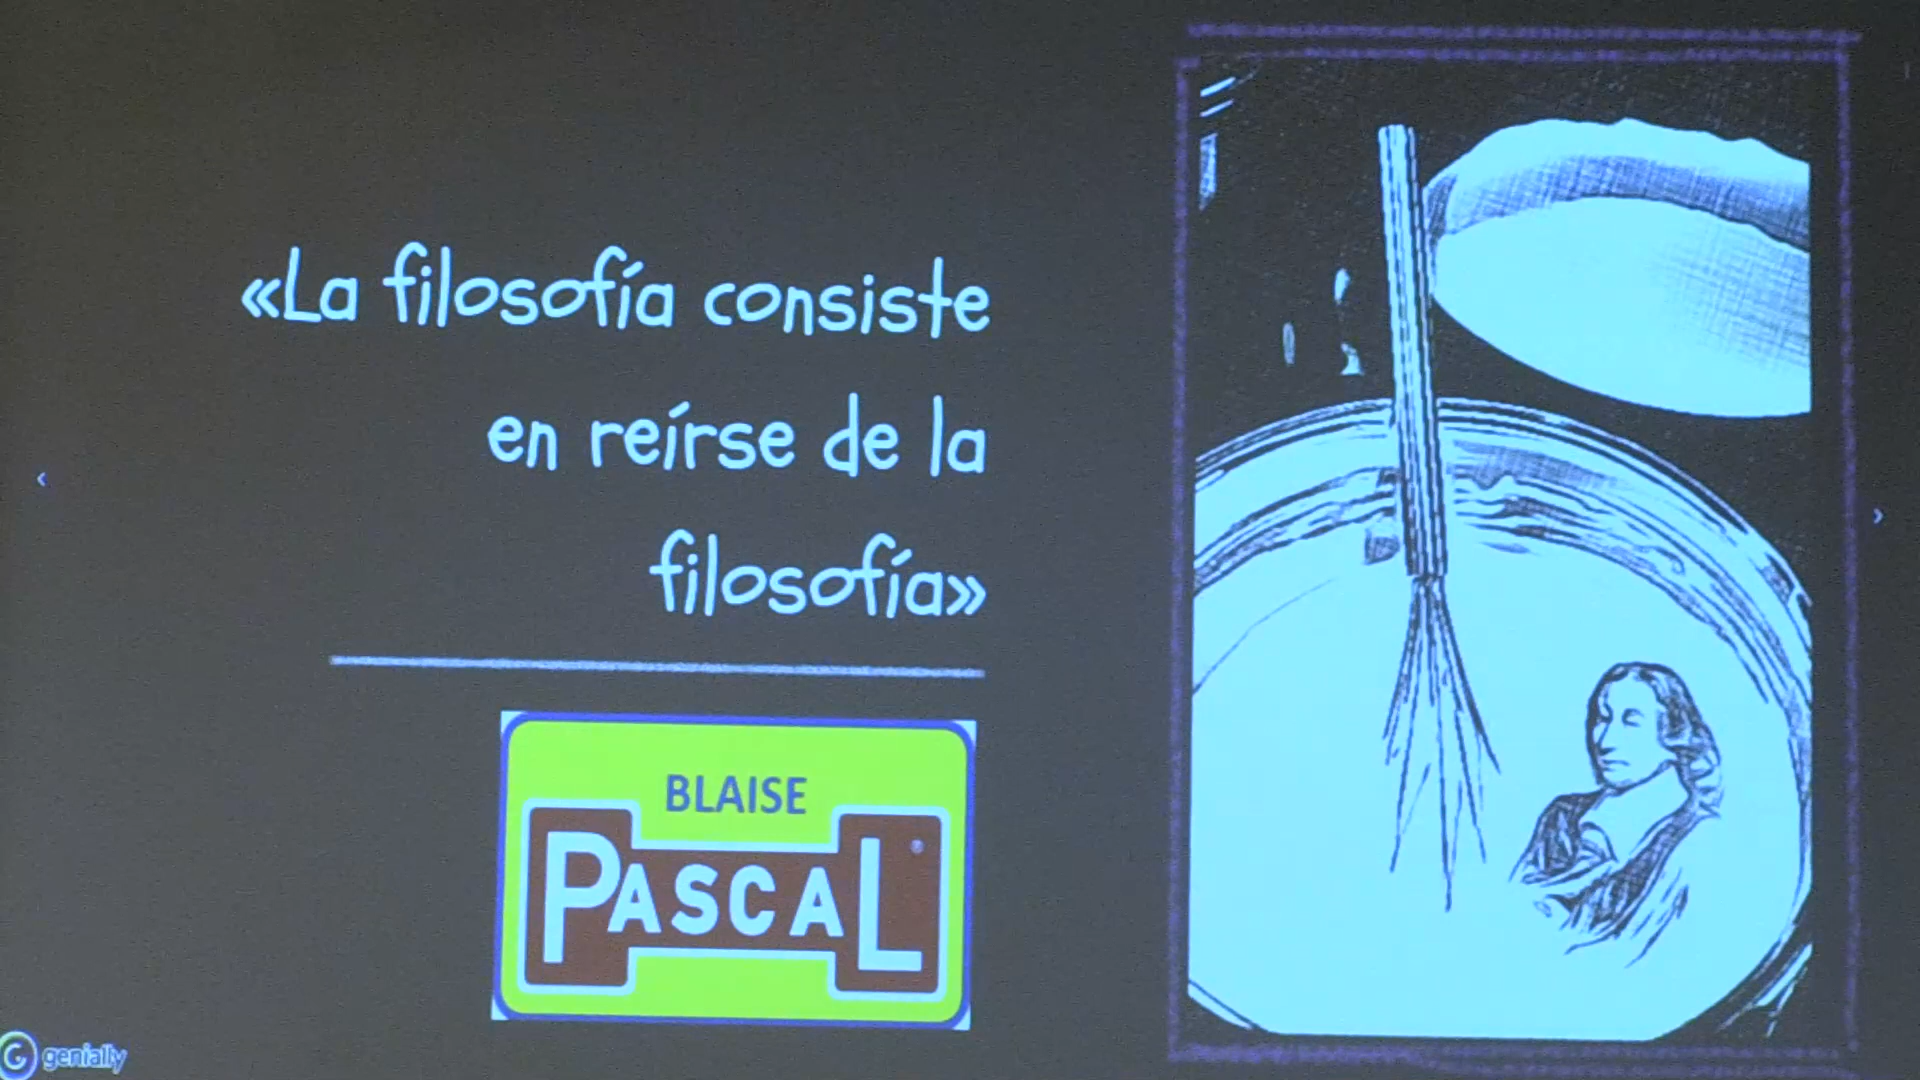 «La filosofía consiste
en reírse de la
filosofía»
BLAISE
PASCAL
genially